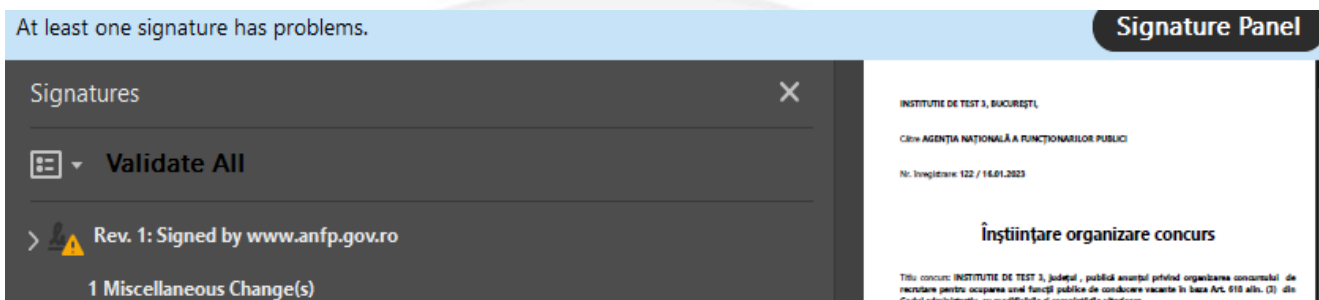 At least one signature has problems.
Signature Panel
Signatures
Validate All
Rev. 1: Signed by www.anfp.gov.ro
1 Miscellaneous Change(s)
INSTITUTIE DE TEST 3, BUCUREȘTI,
Către AGENȚIA NAȚIONALĂ A FUNCȚIONARILOR PUBLICI
Nr. înregistrare: 122 / 16.01.2023
Înștiințare organizare concurs
Titlu concurs: INSTITUTIE DE TEST 3, județul , publică anunțul privind organizarea concursului de
recrutare pentru ocuparea unei funcții publice de conducere vacante în baza Art. 618 alin. (3) din